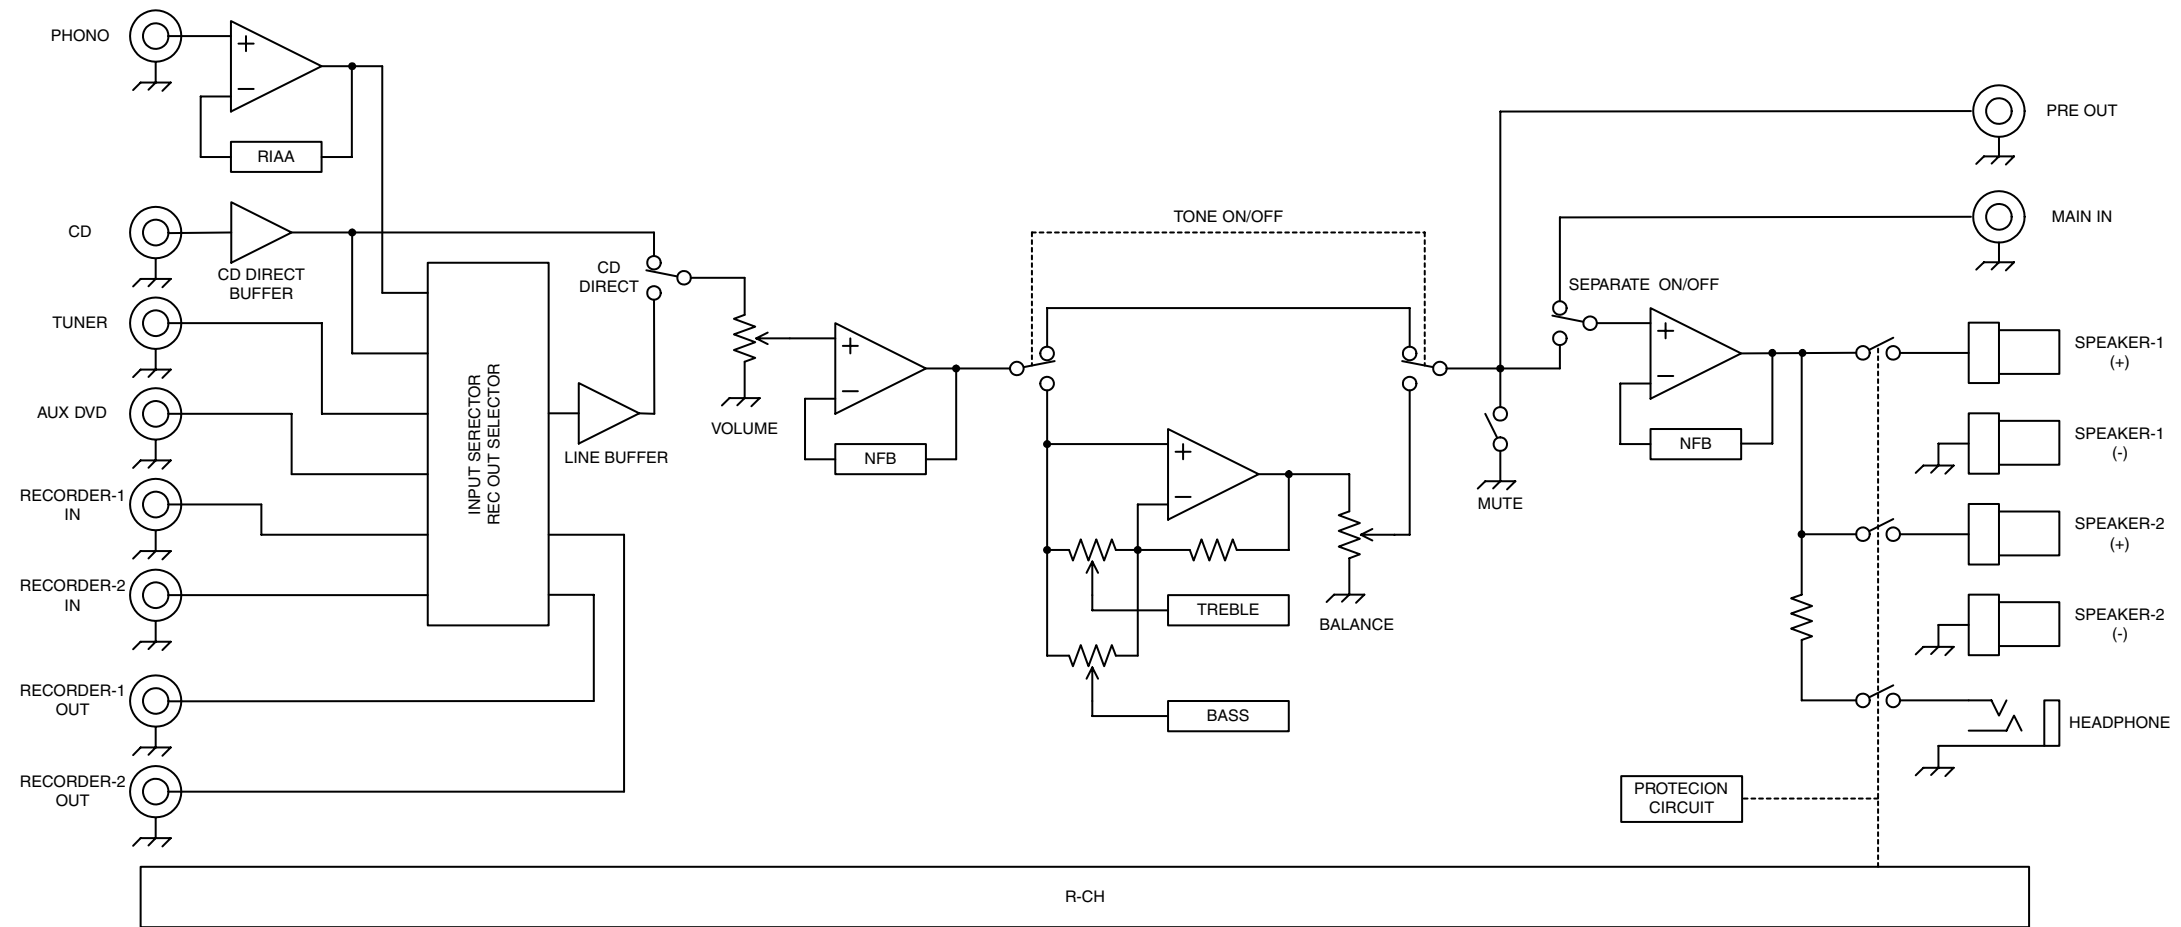 PHONO
+
−
RIAA
CD
CD DIRECT
BUFFER
TUNER
AUX DVD
RECORDER-1
IN
RECORDER-2
IN
RECORDER-1
OUT
RECORDER-2
OUT
INPUT SERECTOR
REC OUT SELECTOR
CD
DIRECT
LINE BUFFER
VOLUME
+
−
NFB
TONE ON/OFF
+
−
TREBLE
BASS
BALANCE
MUTE
SEPARATE ON/OFF
+
−
NFB
PRE OUT
MAIN IN
SPEAKER-1
(+)
SPEAKER-1
(-)
SPEAKER-2
(+)
SPEAKER-2
(-)
HEADPHONE
PROTECION
CIRCUIT
R-CH